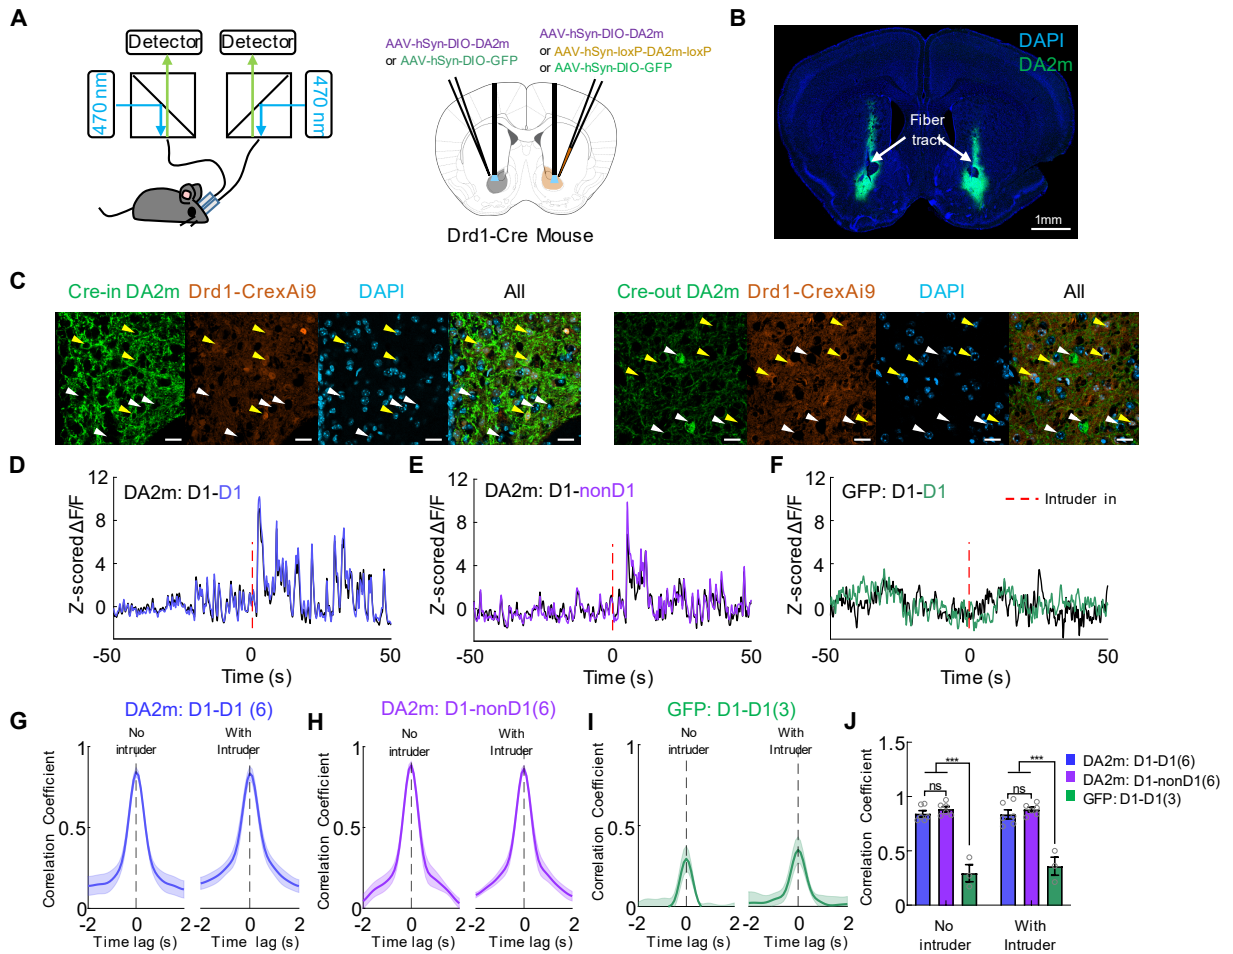 A
Detector
Detector
470 nm
470 nm
AAV-hSyn-DIO-DA2m
or AAV-hSyn-DIO-GFP
AAV-hSyn-DIO-DA2m
or AAV-hSyn-loxP-DA2m-loxP
or AAV-hSyn-DIO-GFP
Drd1-Cre Mouse
B
DAPI
DA2m
Fiber
track
1mm
C
Cre-in DA2m
Drd1-CrexAi9
DAPI
All
Cre-out DA2m
Drd1-CrexAi9
DAPI
All
D
DA2m: D1-D1
Z-scored ΔF/F
12
8
4
0
-50
0
50
Time (s)
E
DA2m: D1-nonD1
Z-scored ΔF/F
12
8
4
0
-50
0
50
Time (s)
F
GFP: D1-D1
Intruder in
Z-scored ΔF/F
12
8
4
0
-50
0
50
Time (s)
G
DA2m: D1-D1 (6)
No
intruder
With
Intruder
Correlation Coefficient
1
0.5
0
-2
0
2
-2
0
2
Time lag (s)
Time lag (s)
H
DA2m: D1-nonD1(6)
No
intruder
With
Intruder
Correlation Coefficient
1
0.5
0
-2
0
2
-2
0
2
Time lag (s)
Time lag (s)
I
GFP: D1-D1(3)
No
intruder
With
Intruder
Correlation Coefficient
1
0.5
0
-2
0
2
-2
0
2
Time lag (s)
Time lag (s)
J
Correlation Coefficient
1.5
1
0.5
0
ns
***
ns
***
No
intruder
With
Intruder
DA2m: D1-D1(6)
DA2m: D1-nonD1(6)
GFP: D1-D1(3)